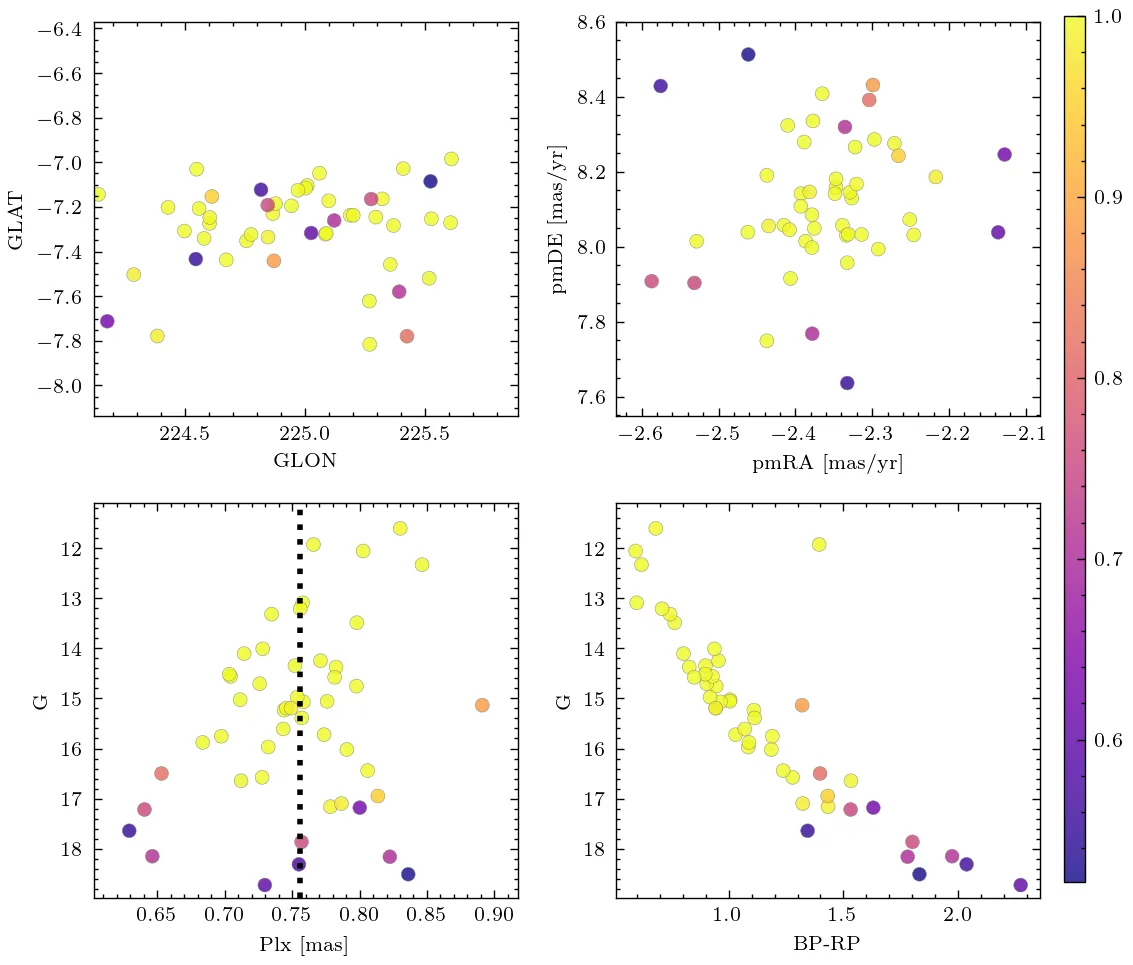 −6.4
−6.6
−6.8
−7.0
−7.2
−7.4
−7.6
−7.8
−8.0
GLAT
224.5 225.0 225.5
GLON
8.6
8.4
8.2
8.0
7.8
7.6
pmDE [mas/yr]
−2.6 −2.5 −2.4 −2.3 −2.2 −2.1
pmRA [mas/yr]
12
13
14
15
16
17
18
G
0.65 0.70 0.75 0.80 0.85 0.90
Plx [mas]
12
13
14
15
16
17
18
G
1.0 1.5 2.0
BP-RP
1.0
0.9
0.8
0.7
0.6